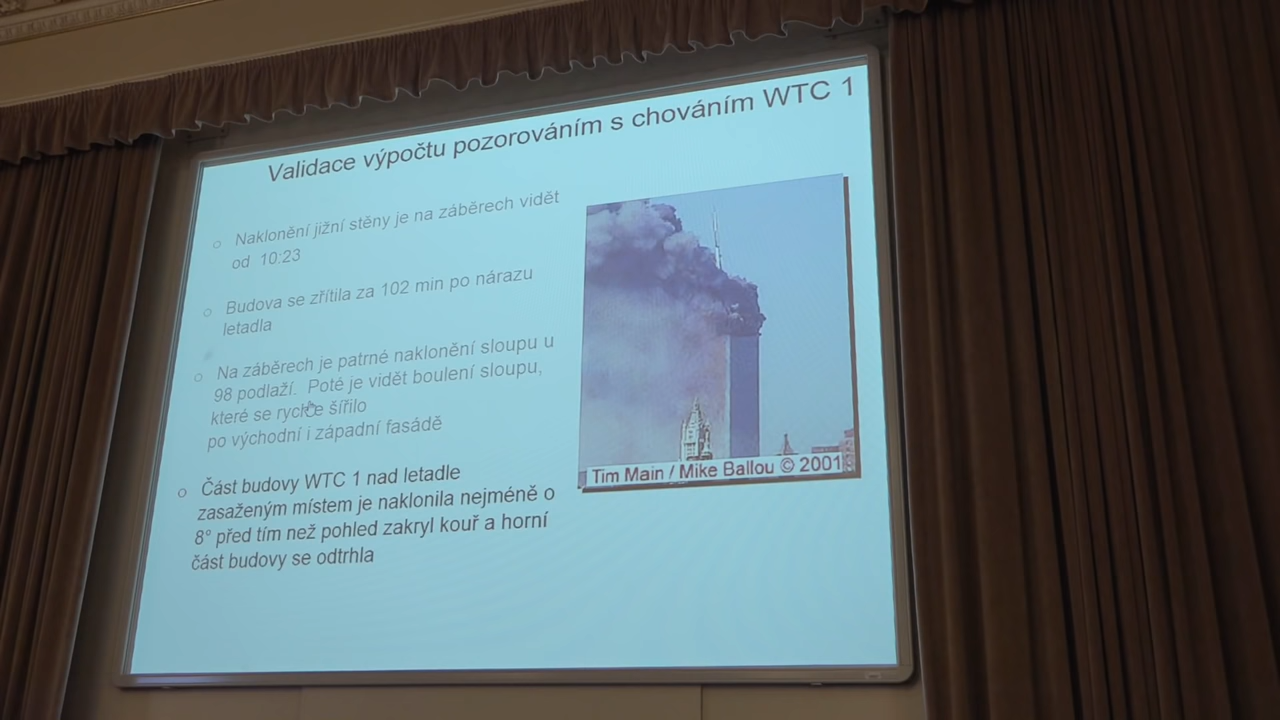 Validace výpočtu pozorováním s chováním WTC 1
Naklonění jižní stěny je na záběrech vidět
od 10:23
Budova se zřítila za 102 min po nárazu
letadla
Na záběrech je patrné naklonění sloupu u
98 podlaží. Poté je vidět boulení sloupu,
které se rychle šířilo
po východní i západní fasádě
Část budovy WTC 1 nad letadle
zasaženým místem je naklonila nejméně o
8° před tím než pohled zakryl kouř a horní
část budovy se odtrhla
Tim Main / Mike Ballou © 2001